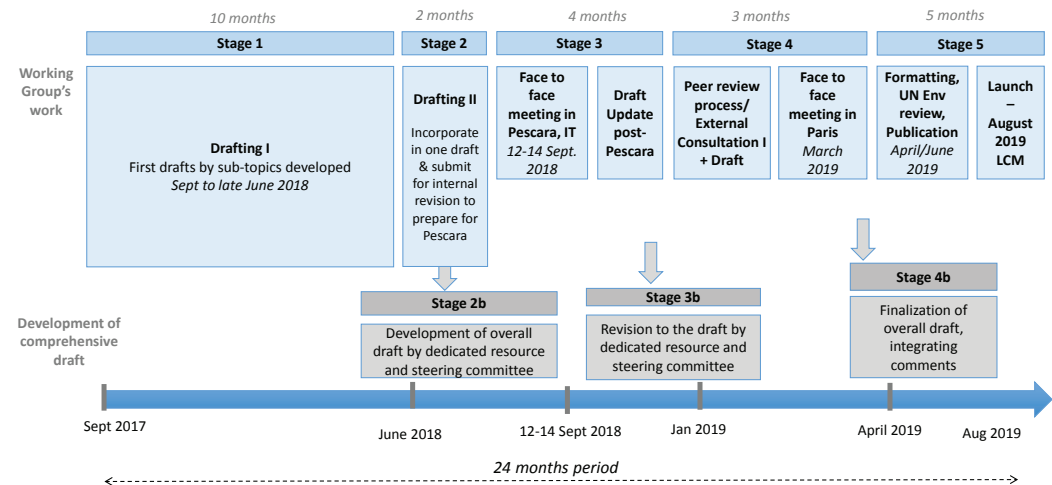 10 months
2 months
4 months
3 months
5 months
Stage 1
Stage 2
Stage 3
Stage 4
Stage 5
Working
Group's
work
Drafting I
First drafts by sub-topics developed
Sept to late June 2018
Drafting II
Incorporate
in one draft
& submit
for internal
revision to
prepare for
Pescara
Face to
face
meeting in
Pescara, IT
12-14 Sept.
2018
Draft
Update
post-
Pescara
Peer review
process/
External
Consultation I
+ Draft
Face to
face
meeting in
Paris
March
2019
Formatting,
UN Env
review,
Publication
April/June
2019
Launch
–
August
2019
LCM
Development of
comprehensive
draft
Stage 2b
Development of overall
draft by dedicated resource
and steering committee
Stage 3b
Revision to the draft by
dedicated resource and
steering committee
Stage 4b
Finalization of
overall draft,
integrating
comments
Sept 2017
June 2018
12-14 Sept 2018
Jan 2019
April 2019
Aug 2019
24 months period